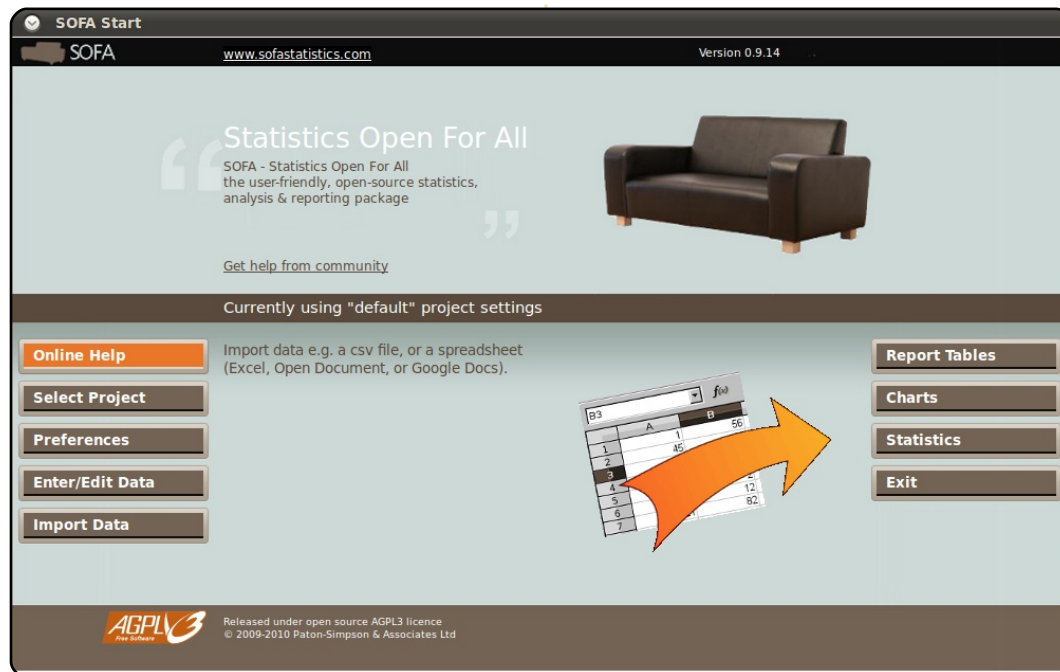 SOFA Start
SOFA
www.sofastatistics.com
Version 0.9.14
Statistics Open For All
SOFA - Statistics Open For All
the user-friendly, open-source statistics,
analysis & reporting package
Get help from community
Currently using "default" project settings
Online Help
Select Project
Preferences
Enter/Edit Data
Import Data
Import data e.g. a csv file, or a spreadsheet
(Excel, Open Document, or Google Docs).
B3
f(x)
A B
1 1 56
2 45
3
4
5 12
6 82
7
Report Tables
Charts
Statistics
Exit
AGPL v3
Free Software
Released under open source AGPL3 licence
© 2009-2010 Paton-Simpson & Associates Ltd